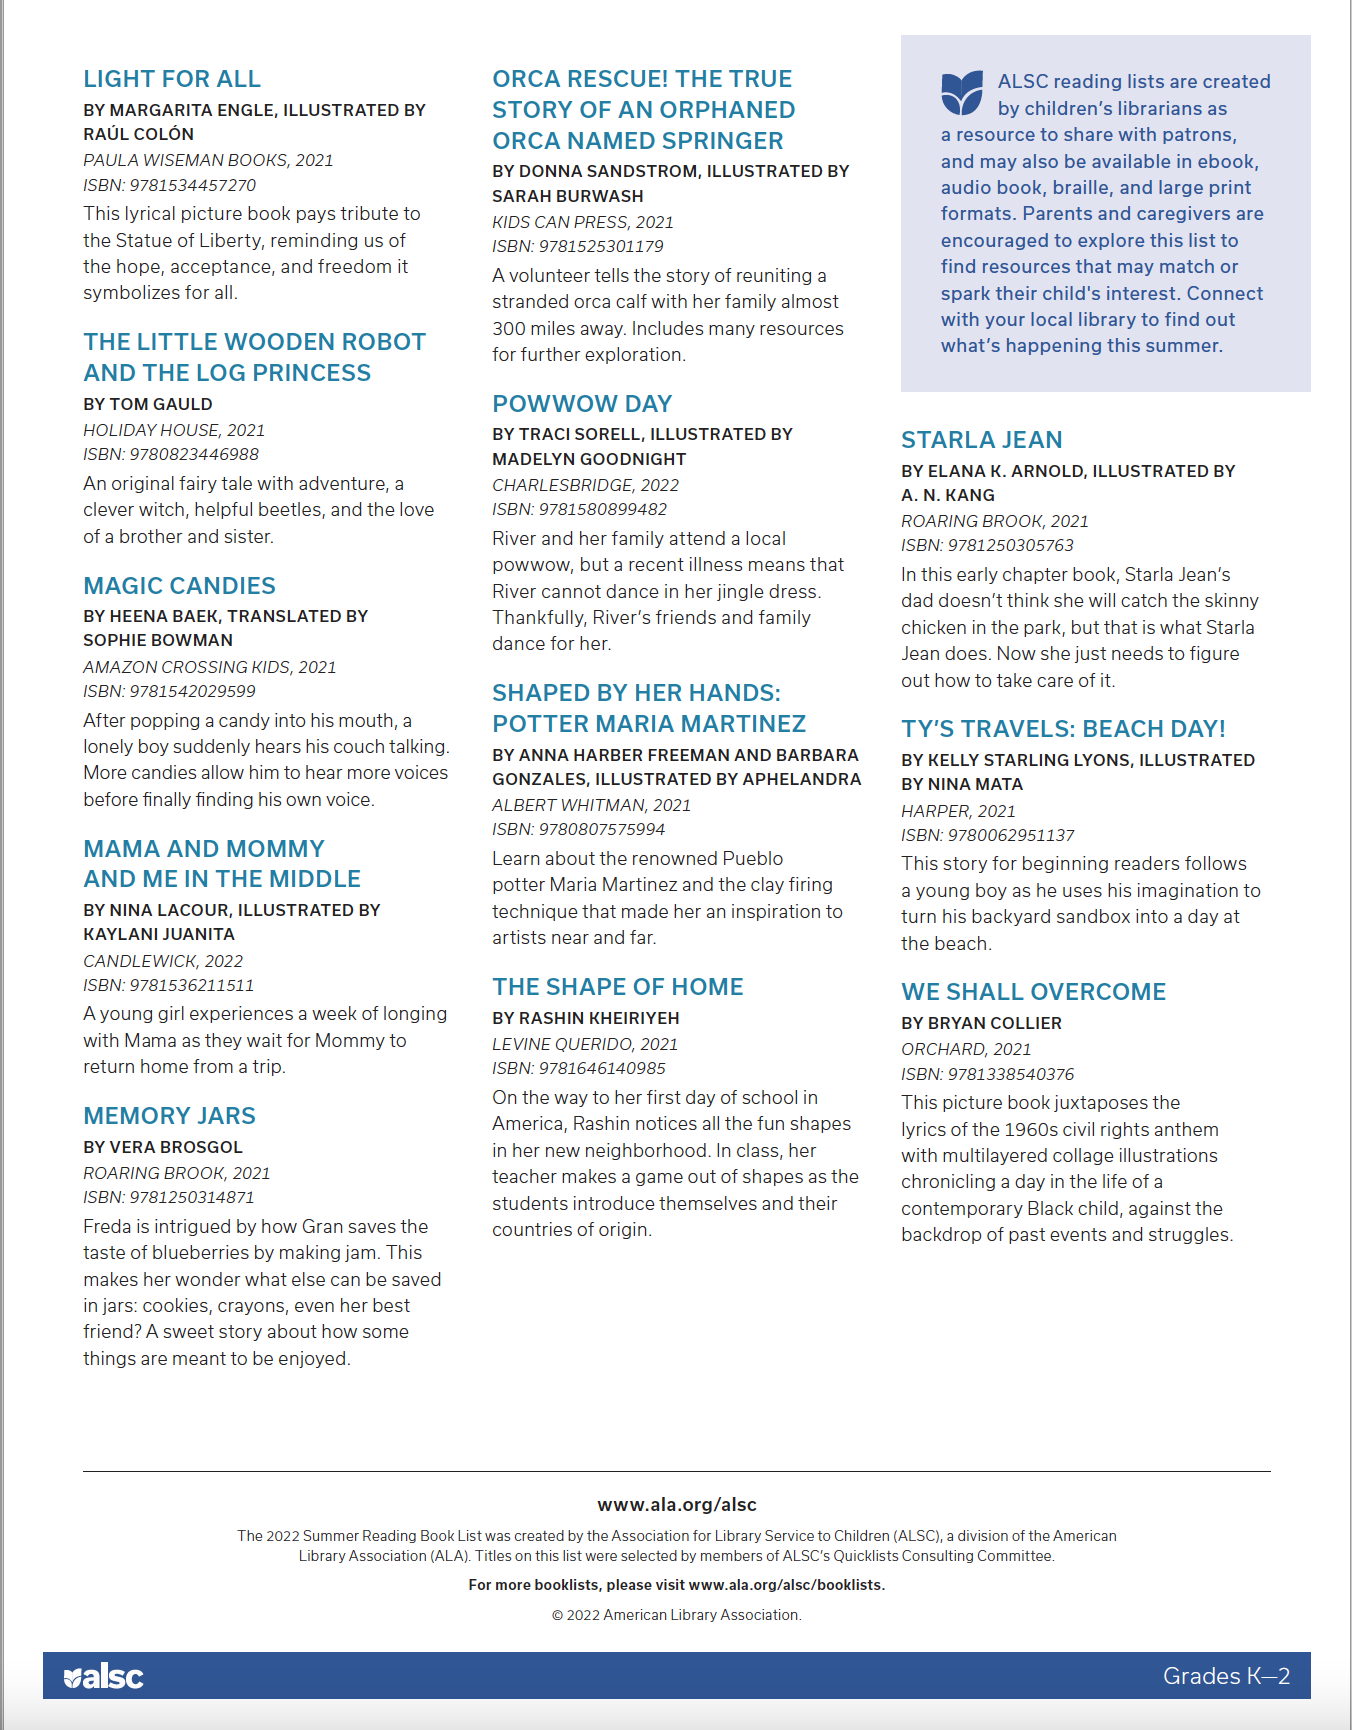 LIGHT FOR ALL
BY MARGARITA ENGLE, ILLUSTRATED BY
RAÚL COLÓN
PAULA WISEMAN BOOKS, 2021
ISBN: 9781534457270
This lyrical picture book pays tribute to
the Statue of Liberty, reminding us of
the hope, acceptance, and freedom it
symbolizes for all.
THE LITTLE WOODEN ROBOT
AND THE LOG PRINCESS
BY TOM GAULD
HOLIDAY HOUSE, 2021
ISBN: 9780823446988
An original fairy tale with adventure, a
clever witch, helpful beetles, and the love
of a brother and sister.
MAGIC CANDIES
BY HEENA BAEK, TRANSLATED BY
SOPHIE BOWMAN
AMAZON CROSSING KIDS, 2021
ISBN: 9781542029599
After popping a candy into his mouth, a
lonely boy suddenly hears his couch talking.
More candies allow him to hear more voices
before finally finding his own voice.
MAMA AND MOMMY
AND ME IN THE MIDDLE
BY NINA LACOUR, ILLUSTRATED BY
KAYLANI JUANITA
CANDLEWICK, 2022
ISBN: 9781536211511
A young girl experiences a week of longing
with Mama as they wait for Mommy to
return home from a trip.
MEMORY JARS
BY VERA BROSGOL
ROARING BROOK, 2021
ISBN: 9781250314871
Freda is intrigued by how Gran saves the
taste of blueberries by making jam. This
makes her wonder what else can be saved
in jars: cookies, crayons, even her best
friend? A sweet story about how some
things are meant to be enjoyed.
ORCA RESCUE! THE TRUE
STORY OF AN ORPHANED
ORCA NAMED SPRINGER
BY DONNA SANDSTROM, ILLUSTRATED BY
SARAH BURWASH
KIDS CAN PRESS, 2021
ISBN: 9781525301179
A volunteer tells the story of reuniting a
stranded orca calf with her family almost
300 miles away. Includes many resources
for further exploration.
POWWOW DAY
BY TRACI SORELL, ILLUSTRATED BY
MADELYN GOODNIGHT
CHARLESBRIDGE, 2022
ISBN: 9781580899482
River and her family attend a local
powwow, but a recent illness means that
River cannot dance in her jingle dress.
Thankfully, River's friends and family
dance for her.
SHAPED BY HER HANDS:
POTTER MARIA MARTINEZ
BY ANNA HARBER FREEMAN AND BARBARA
GONZALES, ILLUSTRATED BY APHELANDRA
ALBERT WHITMAN, 2021
ISBN: 9780807575994
Learn about the renowned Pueblo
potter Maria Martinez and the clay firing
technique that made her an inspiration to
artists near and far.
THE SHAPE OF HOME
BY RASHIN KHEIRIYEH
LEVINE QUERIDO, 2021
ISBN: 9781646140985
On the way to her first day of school in
America, Rashin notices all the fun shapes
in her new neighborhood. In class, her
teacher makes a game out of shapes as the
students introduce themselves and their
countries of origin.
ALSC reading lists are created
by children's librarians as
a resource to share with patrons,
and may also be available in ebook,
audio book, braille, and large print
formats. Parents and caregivers are
encouraged to explore this list to
find resources that may match or
spark their child's interest. Connect
with your local library to find out
what's happening this summer.
STARLA JEAN
BY ELANA K. ARNOLD, ILLUSTRATED BY
A. N. KANG
ROARING BROOK, 2021
ISBN: 9781250305763
In this early chapter book, Starla Jean's
dad doesn't think she will catch the skinny
chicken in the park, but that is what Starla
Jean does. Now she just needs to figure
out how to take care of it.
TY'S TRAVELS: BEACH DAY!
BY KELLY STARLING LYONS, ILLUSTRATED
BY NINA MATA
HARPER, 2021
ISBN: 9780062951137
This story for beginning readers follows
a young boy as he uses his imagination to
turn his backyard sandbox into a day at
the beach.
WE SHALL OVERCOME
BY BRYAN COLLIER
ORCHARD, 2021
ISBN: 9781338540376
This picture book juxtaposes the
lyrics of the 1960s civil rights anthem
with multilayered collage illustrations
chronicling a day in the life of a
contemporary Black child, against the
backdrop of past events and struggles.
www.ala.org/alsc
The 2022 Summer Reading Book List was created by the Association for Library Service to Children (ALSC), a division of the American
Library Association (ALA). Titles on this list were selected by members of ALSC's Quicklists Consulting Committee.
For more booklists, please visit www.ala.org/alsc/booklists.
© 2022 American Library Association.
alsc
Grades K—2